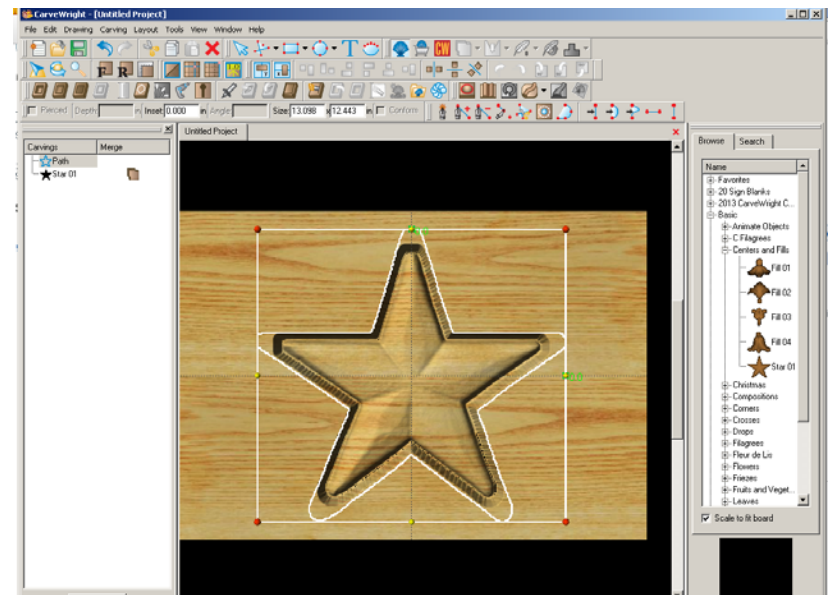 CarveWright - [Untitled Project]
File Edit Drawing Carving Layout Tools View Window Help
T CW
F R
Pierced Depth: in Inset: 0.000 in Angle: Size: 13.098 x 12.443 in Conform
Untitled Project
Carvings Merge
Path
Star 01
Browse Search
Name
Favorites
20 Sign Blanks
2013 CarveWright C...
Basic
Animate Objects
C Filagrees
Centers and Fills
Fill 01
Fill 02
Fill 03
Fill 04
Star 01
Christmas
Compositions
Corners
Crosses
Drops
Filagrees
Fleur de Lis
Flowers
Friezes
Fruits and Veget...
Leaves
Scale to fit board